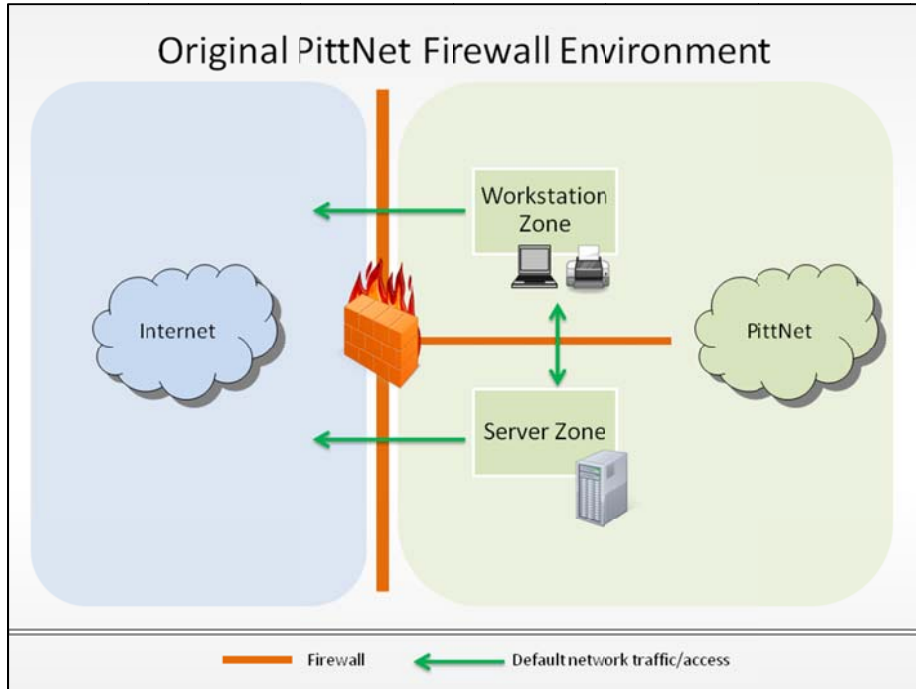 Original PittNet Firewall Environment
Workstation
Zone
Internet
PittNet
Server Zone
Firewall
Default network traffic/access